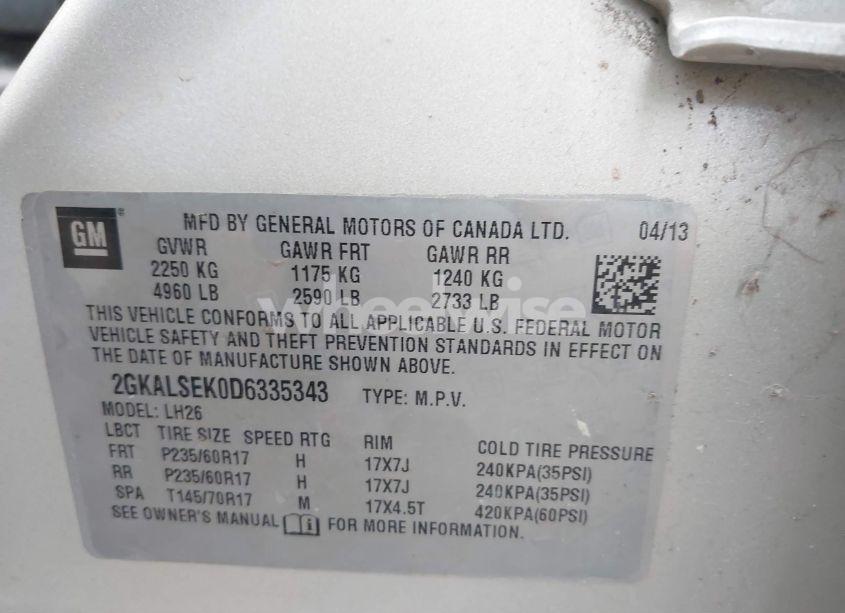 GM
MFD BY GENERAL MOTORS OF CANADA LTD. 04/13
GVWR GAWR FRT GAWR RR
2250 KG 1175 KG 1240 KG
4960 LB 2590 LB 2733 LB
THIS VEHICLE CONFORMS TO ALL APPLICABLE U.S. FEDERAL MOTOR
VEHICLE SAFETY AND THEFT PREVENTION STANDARDS IN EFFECT ON
THE DATE OF MANUFACTURE SHOWN ABOVE.
2GKALSEK0D6335343 TYPE: M.P.V.
MODEL: LH26
LBCT TIRE SIZE SPEED RTG RIM COLD TIRE PRESSURE
FRT P235/60R17 H 17X7J 240KPA(35PSI)
RR P235/60R17 H 17X7J 240KPA(35PSI)
SPA T145/70R17 M 17X4.5T 420KPA(60PSI)
SEE OWNER'S MANUAL FOR MORE INFORMATION.
wheelwise